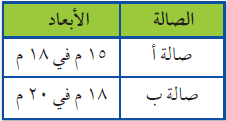 الصالة الأبعاد
صالة أ ١٥ م في ١٨ م
صالة ب ١٨ م في ٢٠ م